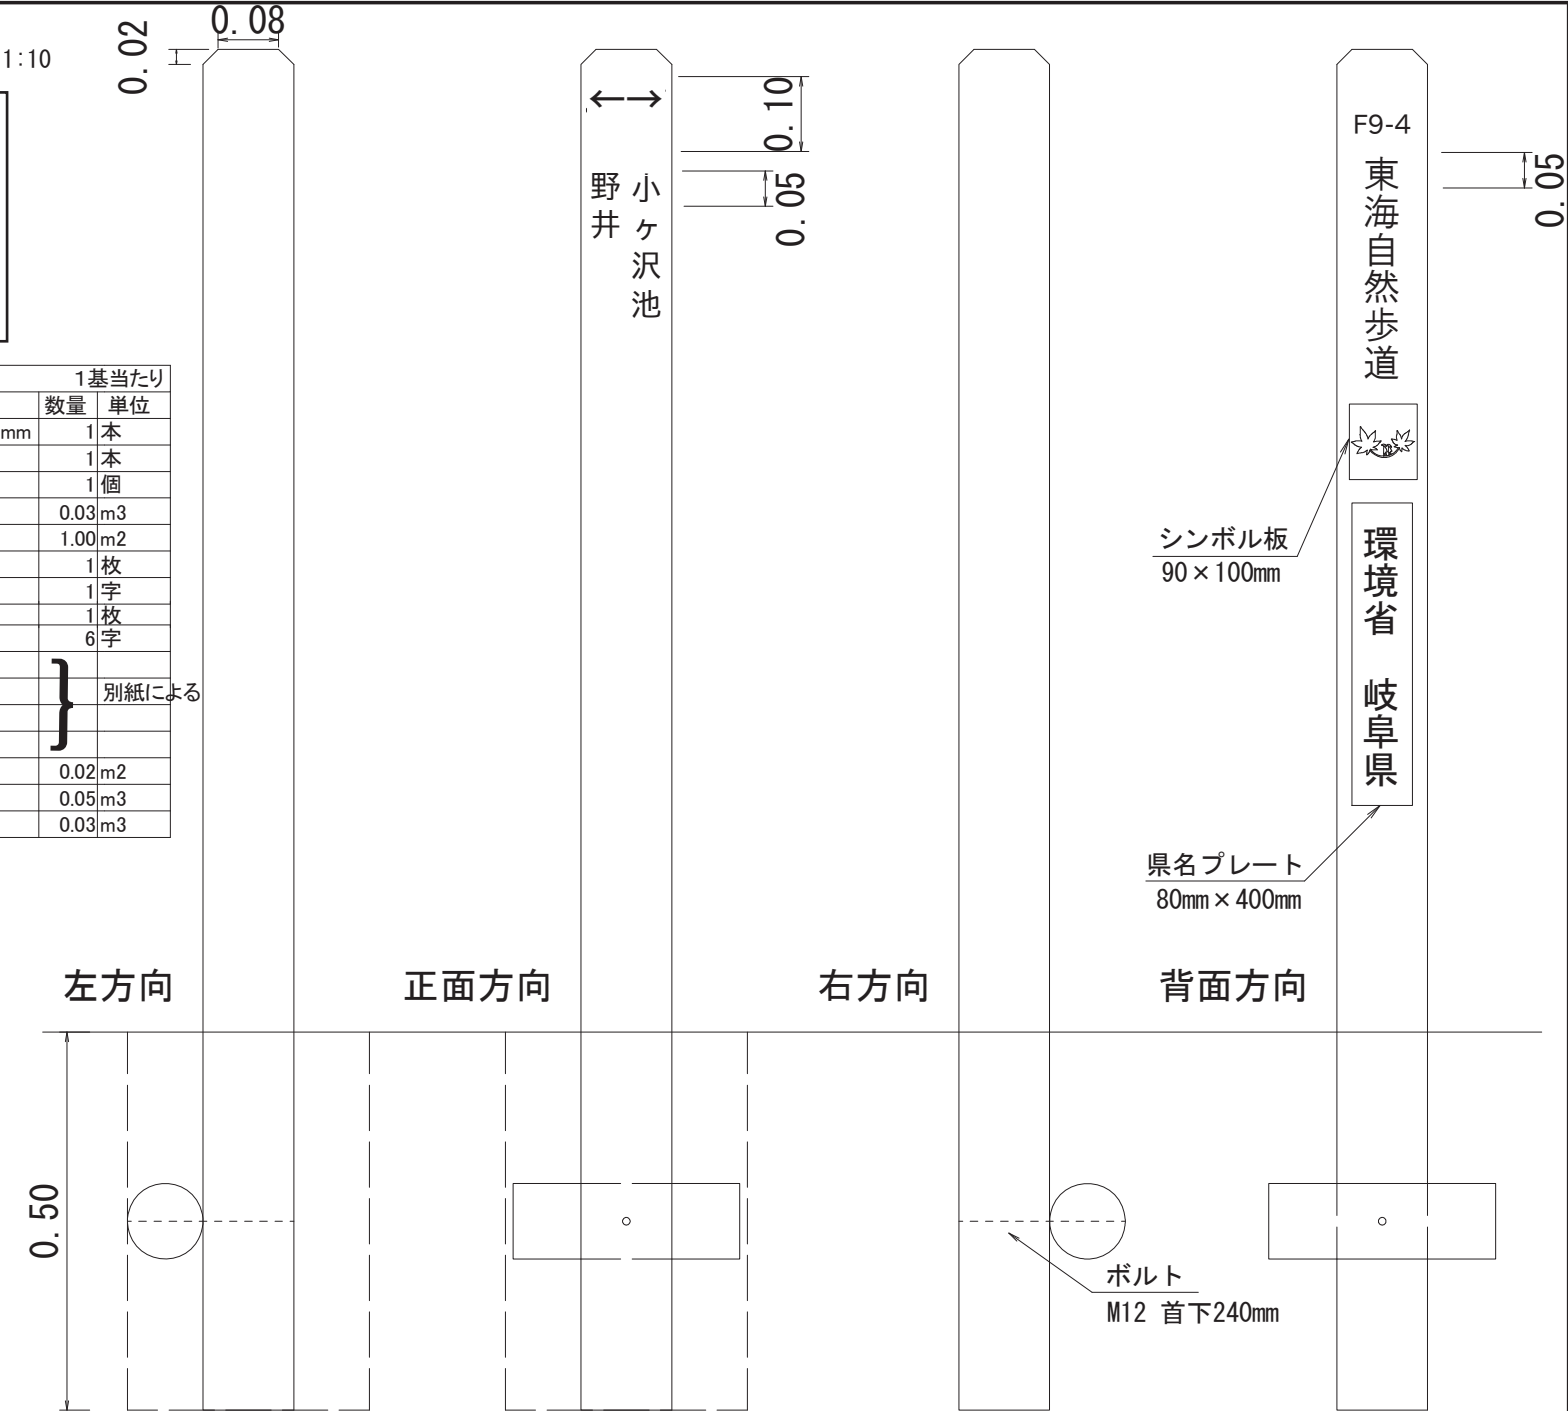 1:10
0.02
0.08
←→
野井
小ヶ沢池
0.10
0.05
F9-4
東海自然歩道
0.05
1基当たり
数量 単位
mm 1 本
1 本
1 個
0.03 m3
1.00 m2
1 枚
1 字
1 枚
6 字
} 別紙による
0.02 m2
0.05 m3
0.03 m3
シンボル板
90×100mm
環境省 岐阜県
県名プレート
80mm×400mm
左方向
正面方向
右方向
背面方向
0.50
ボルト
M12 首下240mm